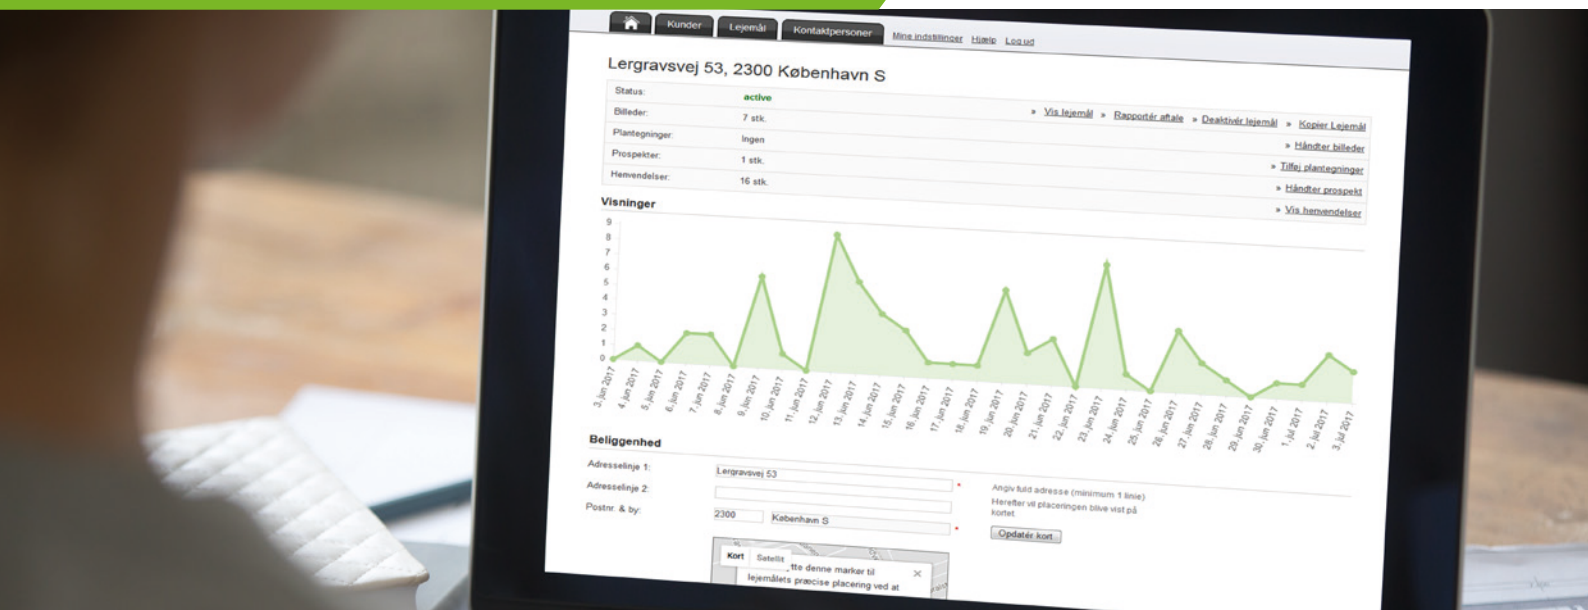 Kunder Lejemål Kontaktpersoner Mine indstillinger Hjælp Log ud
Lergravsvej 53, 2300 København S
Status: active » Vis lejemål » Rapportér aftale » Deaktivér lejemål » Kopier Lejemål
Billeder: 7 stk. » Håndter billeder
Plantegninger: Ingen » Tilføj plantegninger
Prospekter: 1 stk. » Håndter prospekt
Henvendelser: 16 stk. » Vis henvendelser
Visninger
9
8
7
6
5
4
3
2
1
0
3. jun 2017
4. jun 2017
5. jun 2017
6. jun 2017
7. jun 2017
8. jun 2017
9. jun 2017
10. jun 2017
11. jun 2017
12. jun 2017
13. jun 2017
14. jun 2017
15. jun 2017
16. jun 2017
17. jun 2017
18. jun 2017
19. jun 2017
20. jun 2017
21. jun 2017
22. jun 2017
23. jun 2017
24. jun 2017
25. jun 2017
26. jun 2017
27. jun 2017
28. jun 2017
29. jun 2017
30. jun 2017
1. jul 2017
2. jul 2017
3. jul 2017
Beliggenhed
Adresselinje 1: Lergravsvej 53 * Angiv fuld adresse (minimum 1 linie)
Adresselinje 2: Herefter vil placeringen blive vist på
kortet.
Postnr. & by: 2300 København S * Opdatér kort
Kort Satellit tte denne markør til ×
lejemålets præcise placering ved at